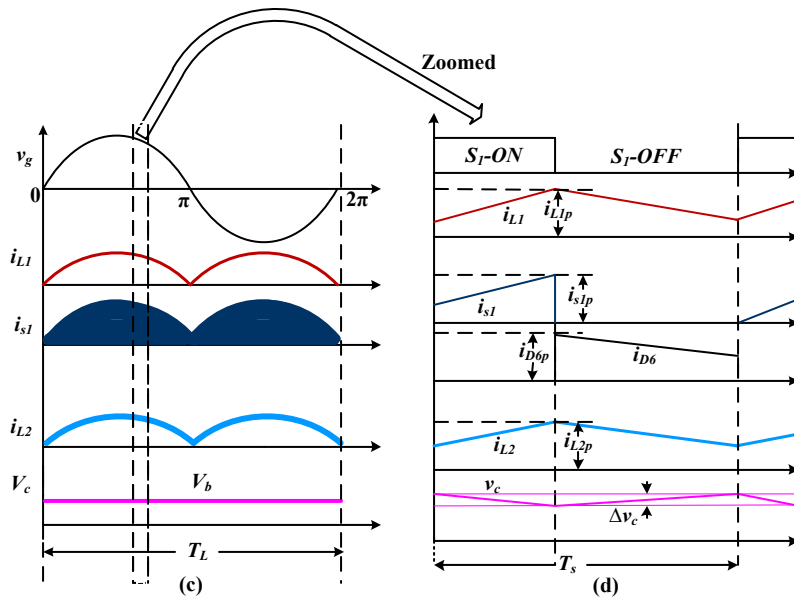 Zoomed
v_g
0
π
2π
i_L1
i_s1
i_L2
V_c
V_b
T_L
(c)
S_1-ON
S_1-OFF
i_L1
i_L1p
i_s1
i_s1p
i_D6p
i_D6
i_L2
i_L2p
v_c
Δv_c
T_s
(d)